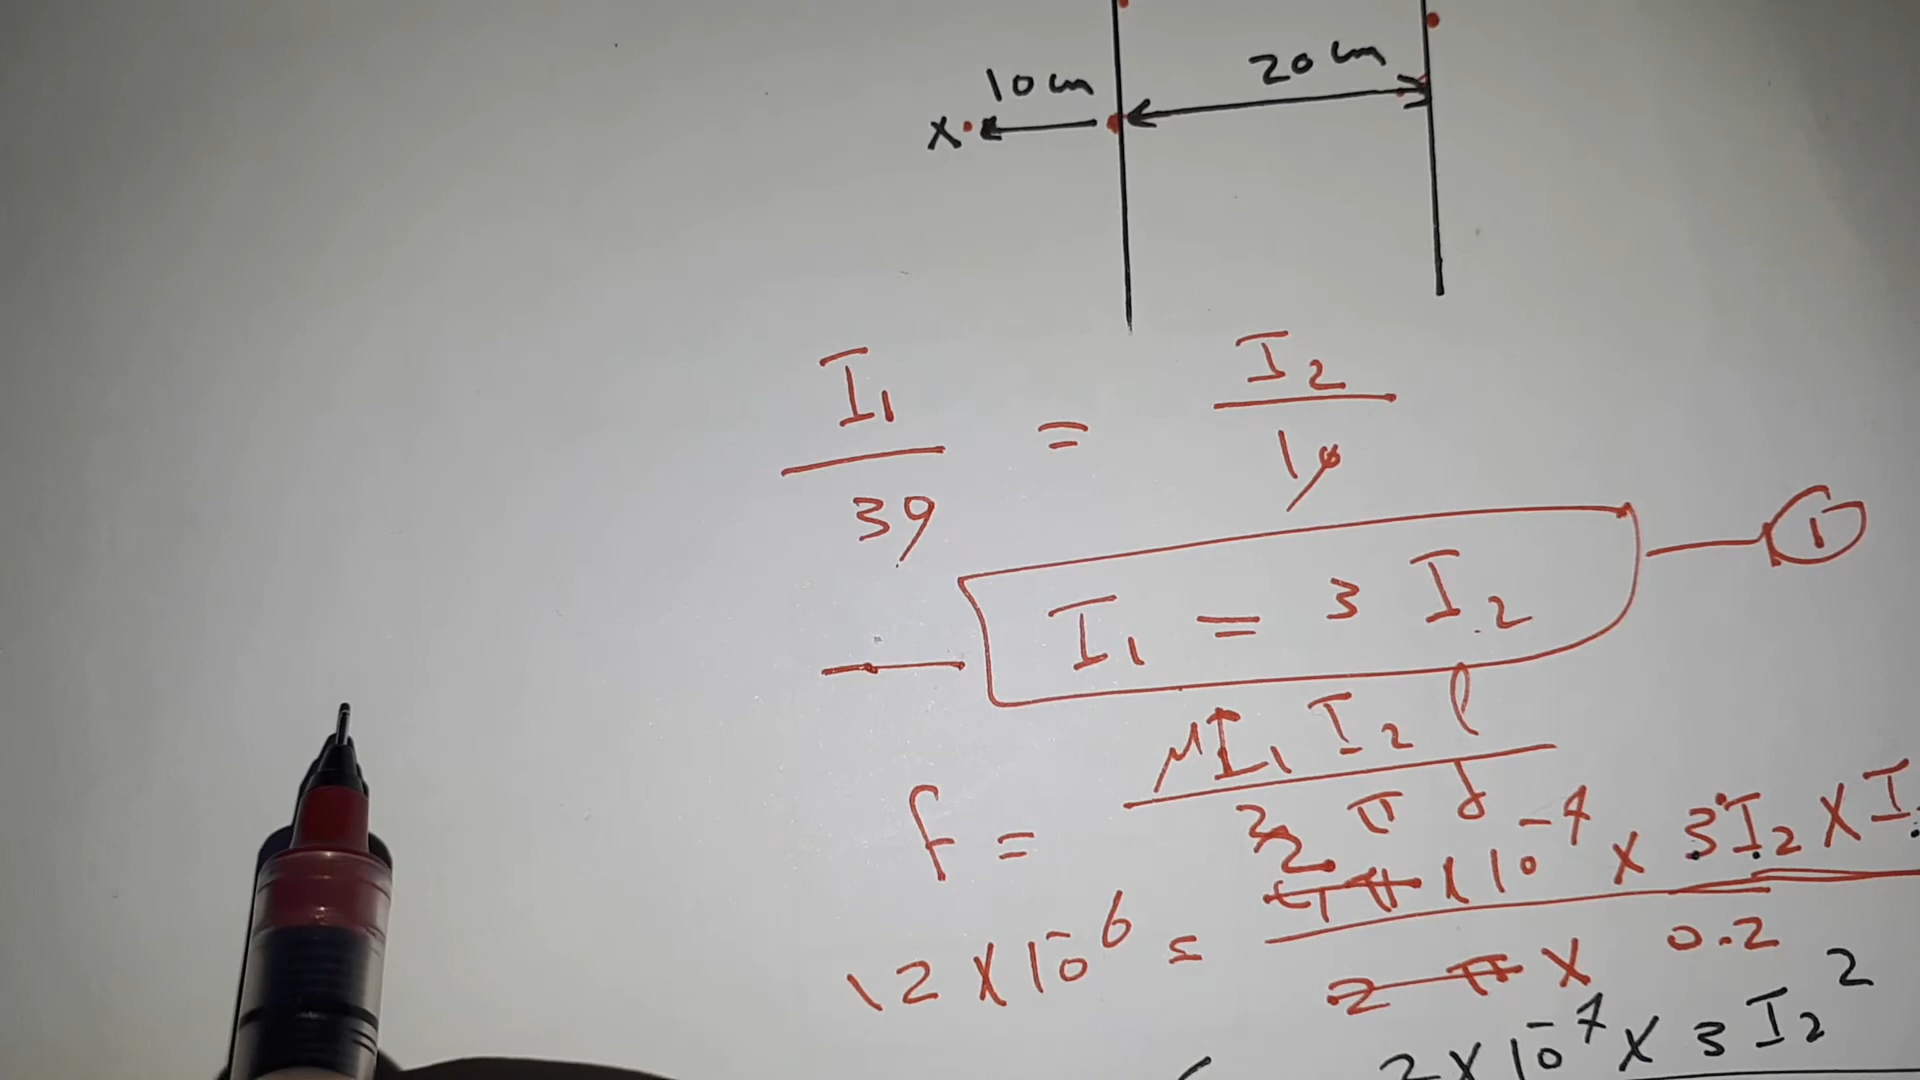 10 cm 20 cm
X
I₁/30 = I₂/10
I₁ = 3 I₂ ①
f = μ I₁ I₂ l / 2 π d
12 X 10⁻⁶ = 4 π X 10⁻⁷ X 3 I₂ X I / 2 π X 0.2
2 X 10⁻⁷ X 3 I₂²